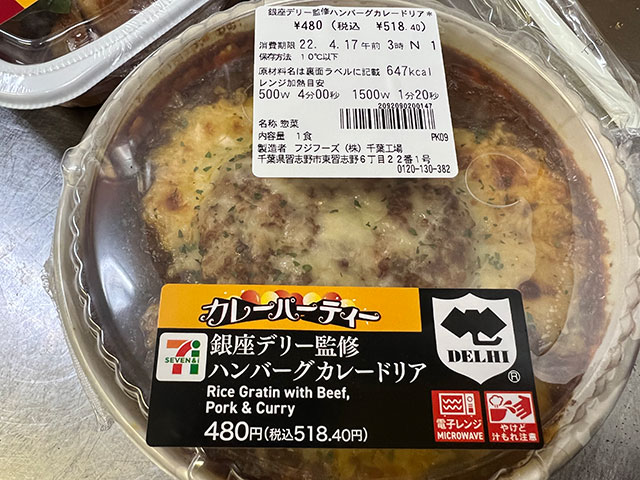 銀座デリー監修ハンバーグカレードリア*
¥480 (税込 ¥518.40)
消費期限 22. 4.17午前 3時 N 1
保存方法 10℃以下
原材料名は裏面ラベルに記載 647kcal
レンジ加熱目安
500W 4分00秒 1500W 1分20秒
2092090200147
名称 惣菜
内容量 1食
PK09
製造者 フジフーズ (株) 千葉工場
千葉県習志野市東習志野6丁目22番1号
0120-130-382
カレーパーティー
7i
SEVEN&i
銀座デリー監修
ハンバーグカレードリア
Rice Gratin with Beef,
Pork & Curry
480円(税込518.40円)
DELHI
®
電子レンジ
MICROWAVE
やけど
汁もれ注意